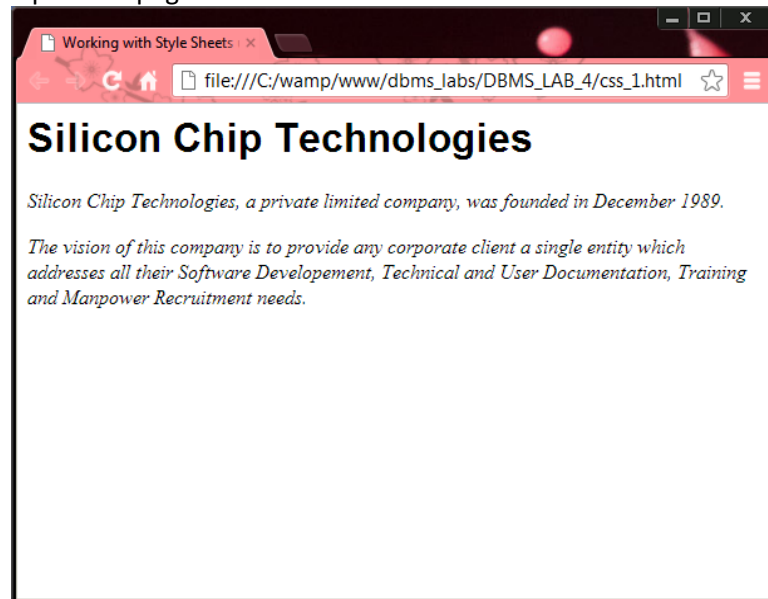 Working with Style Sheets
file:///C:/wamp/www/dbms_labs/DBMS_LAB_4/css_1.html
Silicon Chip Technologies
Silicon Chip Technologies, a private limited company, was founded in December 1989.
The vision of this company is to provide any corporate client a single entity which
addresses all their Software Developement, Technical and User Documentation, Training
and Manpower Recruitment needs.